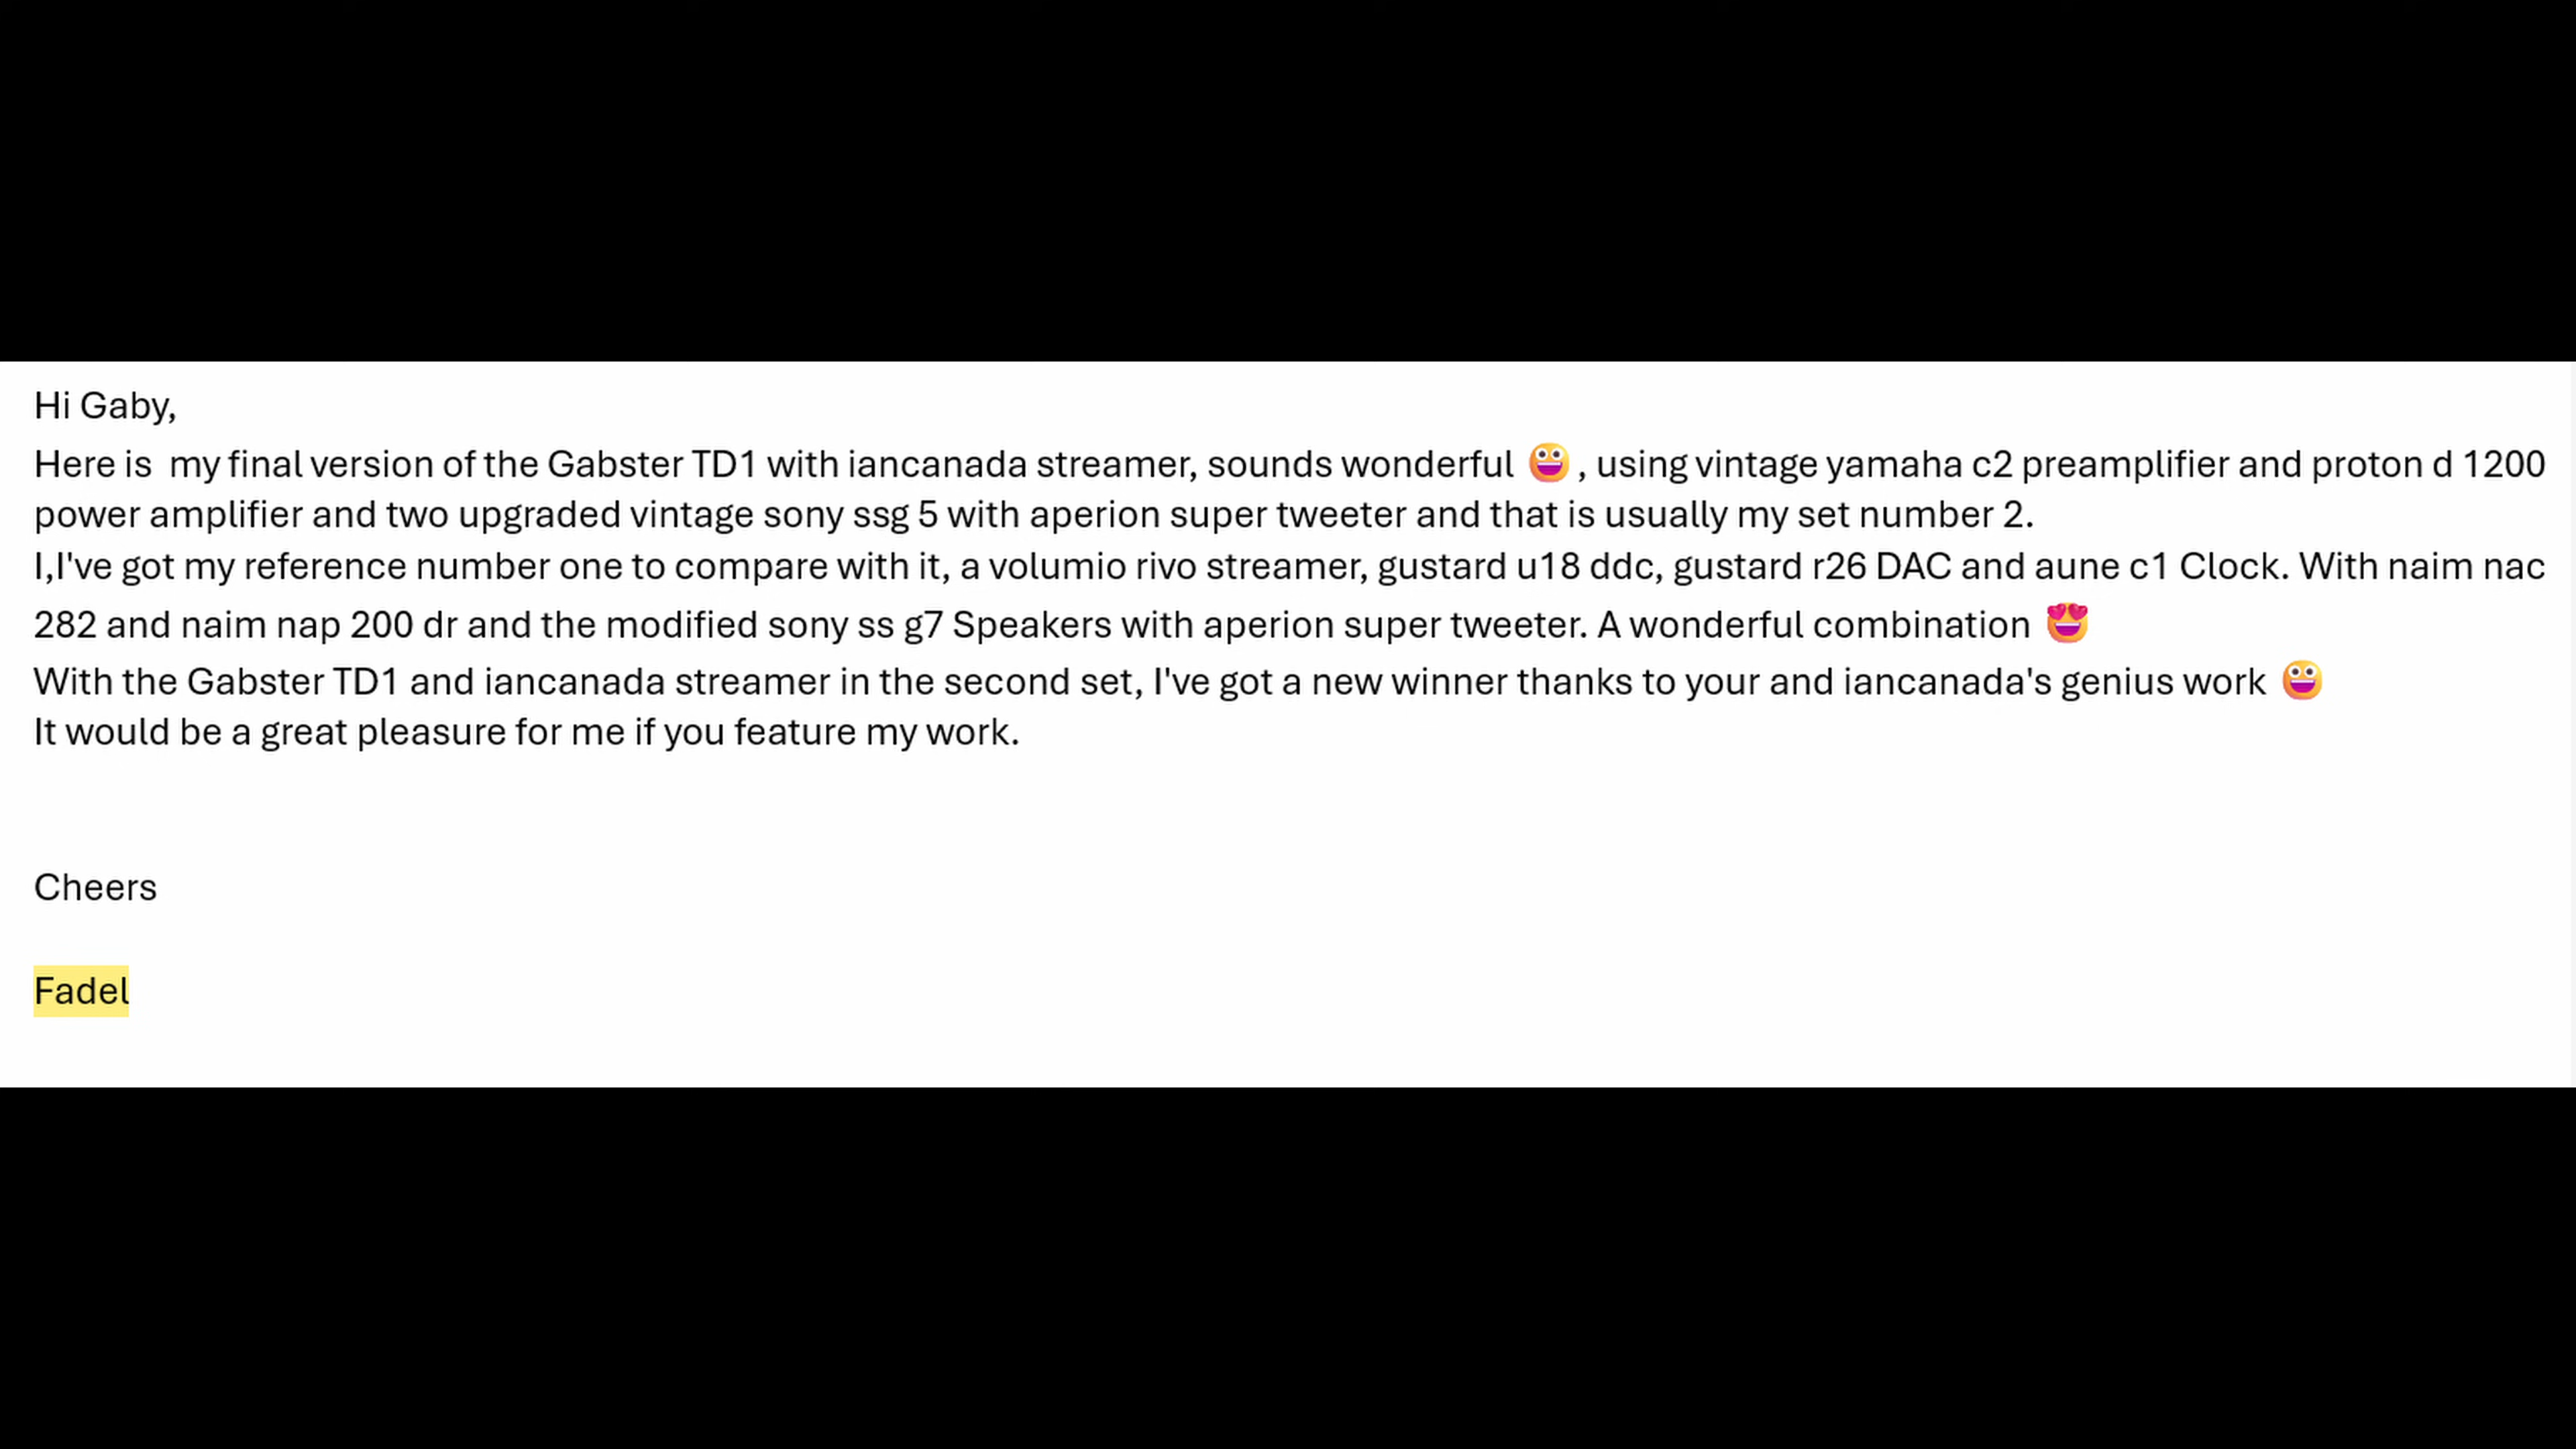 Hi Gaby,
Here is  my final version of the Gabster TD1 with iancanada streamer, sounds wonderful 😀 , using vintage yamaha c2 preamplifier and proton d 1200
power amplifier and two upgraded vintage sony ssg 5 with aperion super tweeter and that is usually my set number 2.
I,I've got my reference number one to compare with it, a volumio rivo streamer, gustard u18 ddc, gustard r26 DAC and aune c1 Clock. With naim nac
282 and naim nap 200 dr and the modified sony ss g7 Speakers with aperion super tweeter. A wonderful combination 😍
With the Gabster TD1 and iancanada streamer in the second set, I've got a new winner thanks to your and iancanada's genius work 😀
It would be a great pleasure for me if you feature my work.
Cheers
Fadel